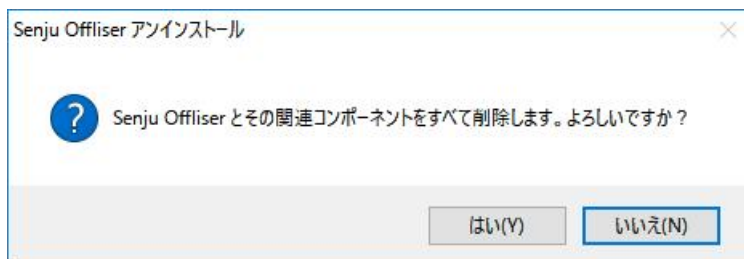 Senju Offliser アンインストール
Senju Offliser とその関連コンポーネントをすべて削除します。よろしいですか？
はい(Y)
いいえ(N)